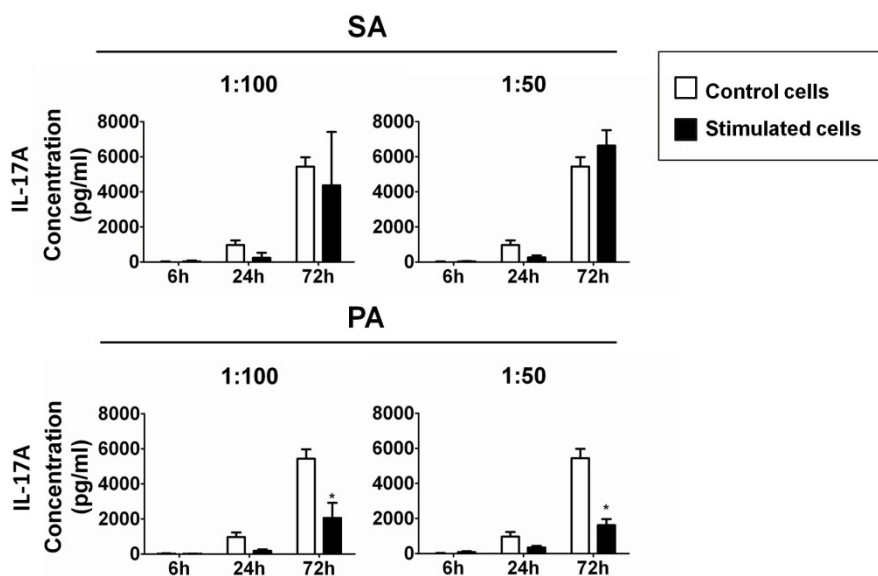 SA
1:100
1:50
Control cells
Stimulated cells
IL-17A
Concentration
(pg/ml)
8000
6000
4000
2000
0
6h 24h 72h
8000
6000
4000
2000
0
6h 24h 72h
PA
1:100
1:50
IL-17A
Concentration
(pg/ml)
8000
6000
4000
2000
0
*
6h 24h 72h
8000
6000
4000
2000
0
*
6h 24h 72h